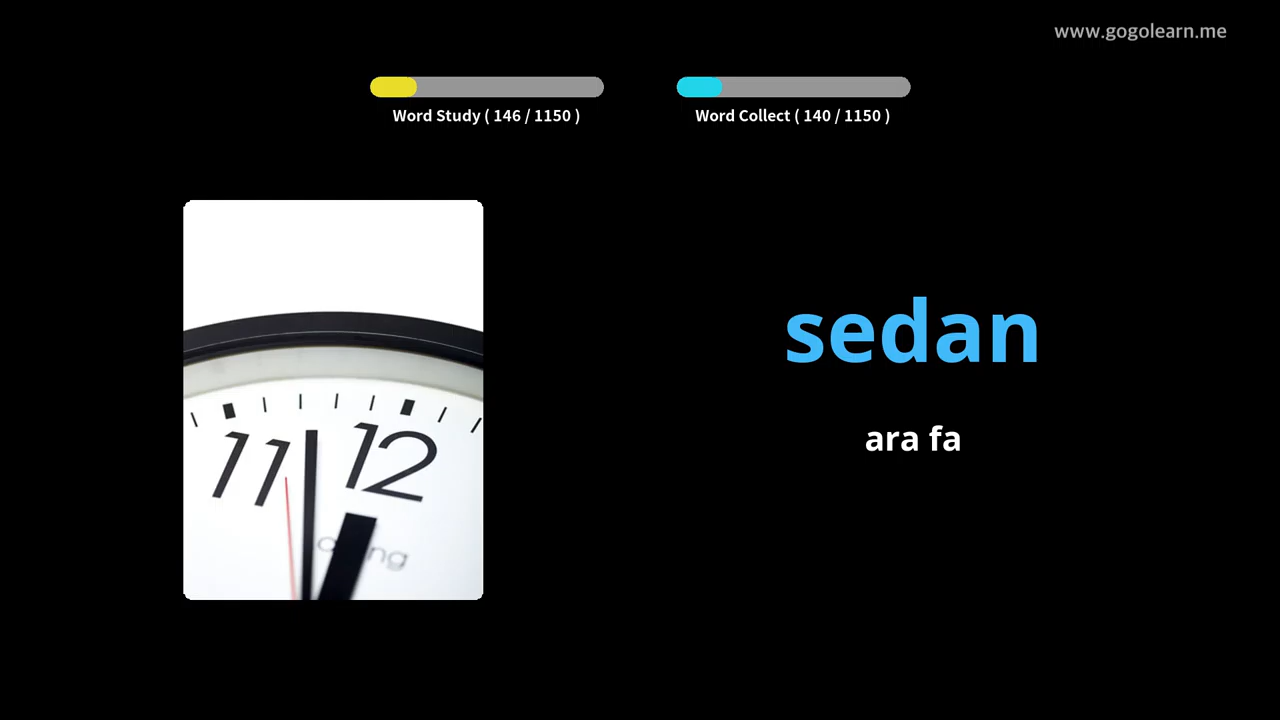 www.gogolearn.me
Word Study ( 146 / 1150 )
Word Collect ( 140 / 1150 )
sedan
ara fa
11
12